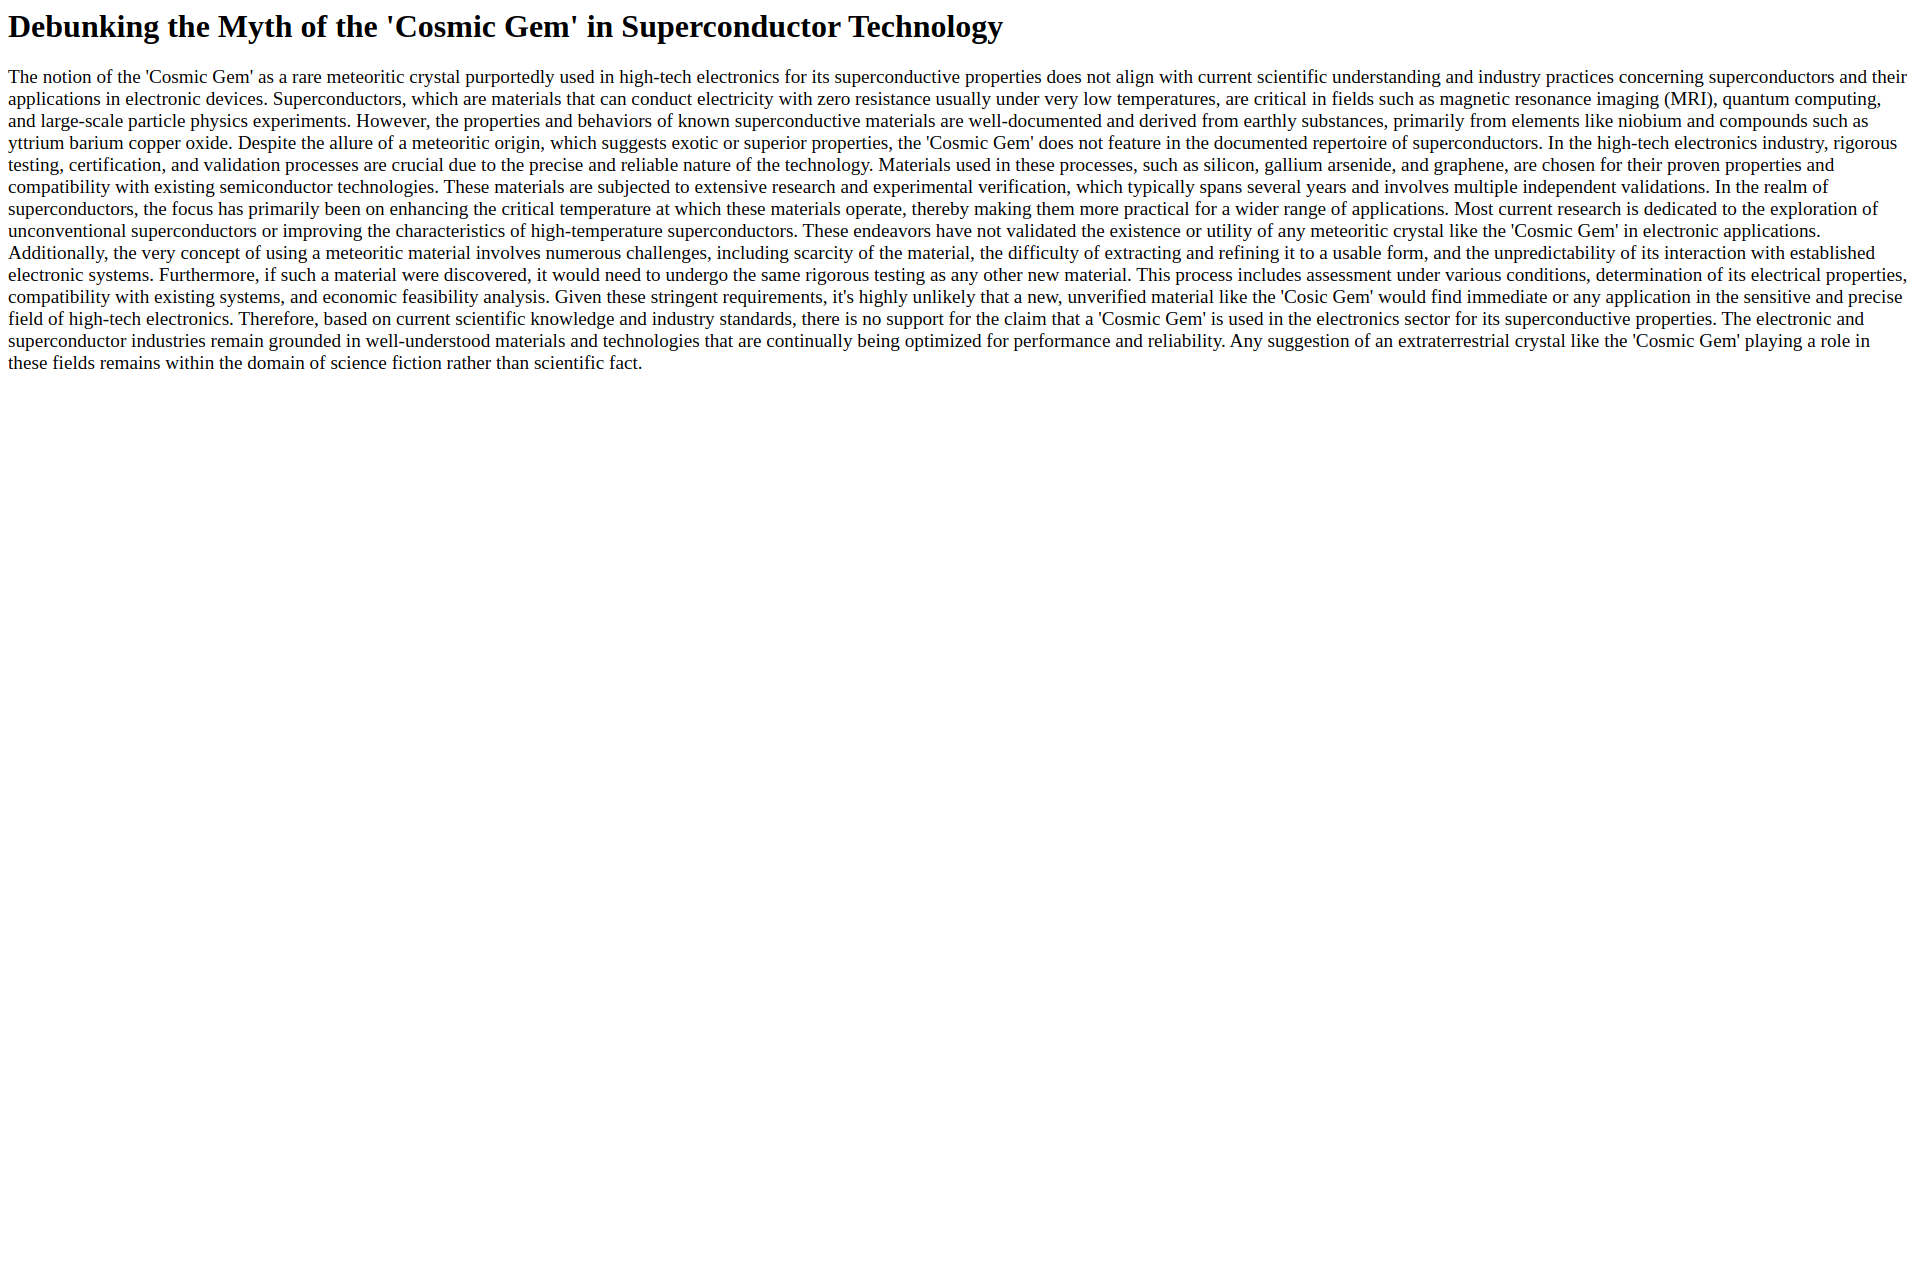 Debunking the Myth of the 'Cosmic Gem' in Superconductor Technology
The notion of the 'Cosmic Gem' as a rare meteoritic crystal purportedly used in high-tech electronics for its superconductive properties does not align with current scientific understanding and industry practices concerning superconductors and their
applications in electronic devices. Superconductors, which are materials that can conduct electricity with zero resistance usually under very low temperatures, are critical in fields such as magnetic resonance imaging (MRI), quantum computing,
and large-scale particle physics experiments. However, the properties and behaviors of known superconductive materials are well-documented and derived from earthly substances, primarily from elements like niobium and compounds such as
yttrium barium copper oxide. Despite the allure of a meteoritic origin, which suggests exotic or superior properties, the 'Cosmic Gem' does not feature in the documented repertoire of superconductors. In the high-tech electronics industry, rigorous
testing, certification, and validation processes are crucial due to the precise and reliable nature of the technology. Materials used in these processes, such as silicon, gallium arsenide, and graphene, are chosen for their proven properties and
compatibility with existing semiconductor technologies. These materials are subjected to extensive research and experimental verification, which typically spans several years and involves multiple independent validations. In the realm of
superconductors, the focus has primarily been on enhancing the critical temperature at which these materials operate, thereby making them more practical for a wider range of applications. Most current research is dedicated to the exploration of
unconventional superconductors or improving the characteristics of high-temperature superconductors. These endeavors have not validated the existence or utility of any meteoritic crystal like the 'Cosmic Gem' in electronic applications.
Additionally, the very concept of using a meteoritic material involves numerous challenges, including scarcity of the material, the difficulty of extracting and refining it to a usable form, and the unpredictability of its interaction with established
electronic systems. Furthermore, if such a material were discovered, it would need to undergo the same rigorous testing as any other new material. This process includes assessment under various conditions, determination of its electrical properties,
compatibility with existing systems, and economic feasibility analysis. Given these stringent requirements, it's highly unlikely that a new, unverified material like the 'Cosic Gem' would find immediate or any application in the sensitive and precise
field of high-tech electronics. Therefore, based on current scientific knowledge and industry standards, there is no support for the claim that a 'Cosmic Gem' is used in the electronics sector for its superconductive properties. The electronic and
superconductor industries remain grounded in well-understood materials and technologies that are continually being optimized for performance and reliability. Any suggestion of an extraterrestrial crystal like the 'Cosmic Gem' playing a role in
these fields remains within the domain of science fiction rather than scientific fact.